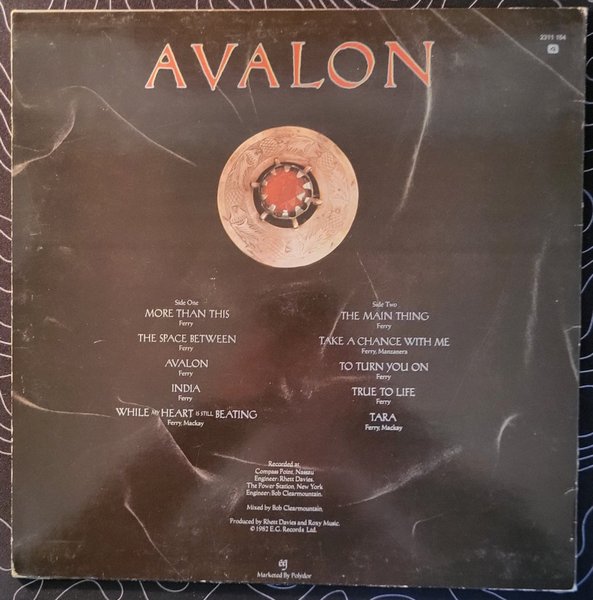 2311 154
EG
AVALON
Side One
MORE THAN THIS
Ferry
THE SPACE BETWEEN
Ferry
AVALON
Ferry
INDIA
Ferry
WHILE MY HEART IS STILL BEATING
Ferry, Mackay
Side Two
THE MAIN THING
Ferry
TAKE A CHANCE WITH ME
Ferry, Manzanera
TO TURN YOU ON
Ferry
TRUE TO LIFE
Ferry
TARA
Ferry, Mackay
Recorded at
Compass Point, Nassau
Engineer: Rhett Davies.
The Power Station, New York
Engineer: Bob Clearmountain.
Mixed by Bob Clearmountain.
Produced by Rhett Davies and Roxy Music.
© 1982 E.G. Records Ltd.
EG
Marketed By Polydor